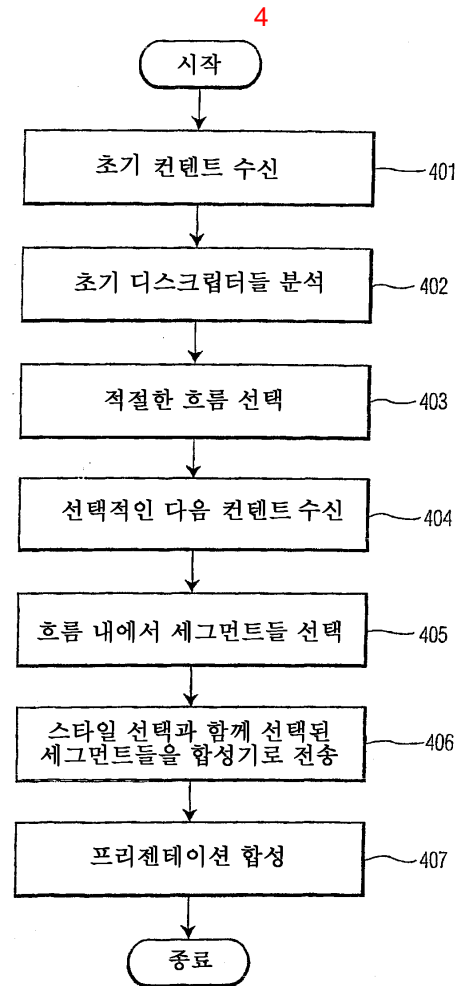 4
시작
초기 컨텐트 수신
401
초기 디스크립터들 분석
402
적절한 흐름 선택
403
선택적인 다음 컨텐트 수신
404
흐름 내에서 세그먼트들 선택
405
스타일 선택과 함께 선택된
세그먼트들을 합성기로 전송
406
프리젠테이션 합성
407
종료